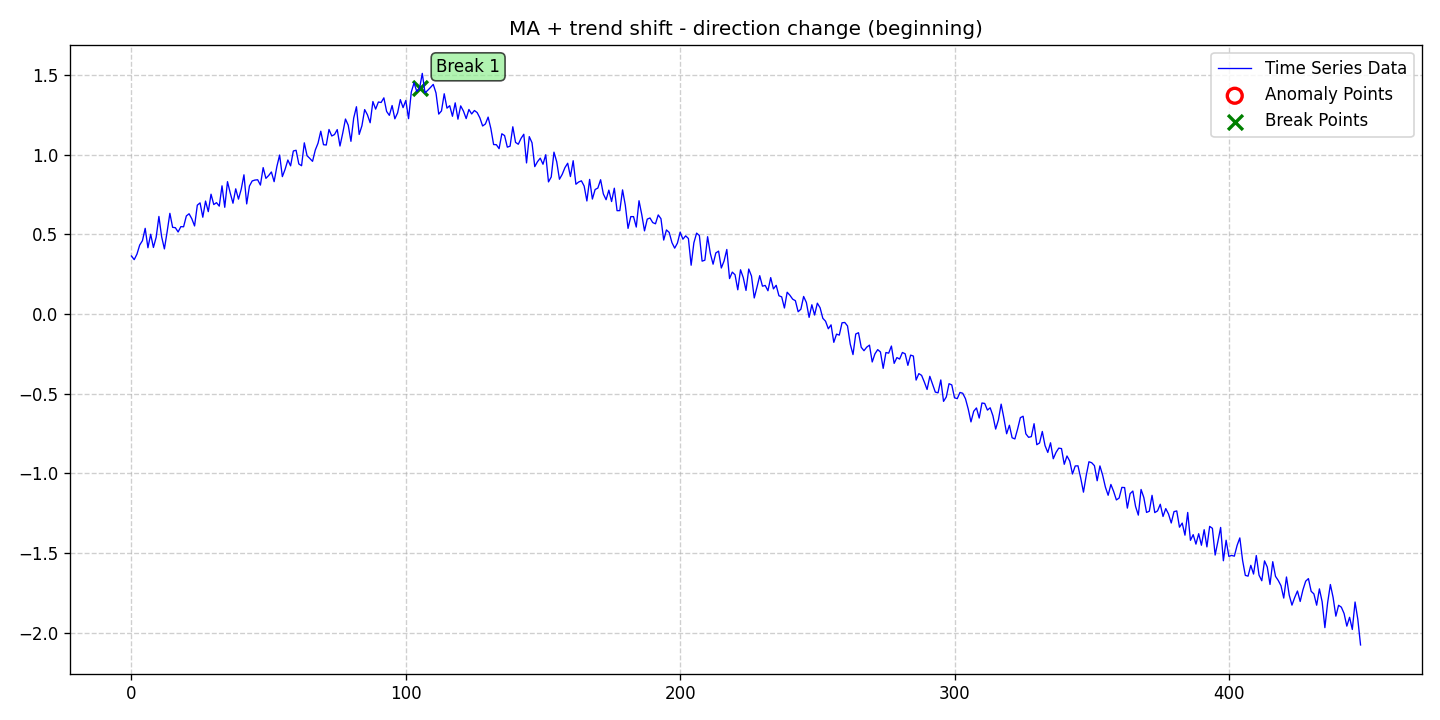 MA + trend shift - direction change (beginning)
Break 1
Time Series Data
Anomaly Points
Break Points
1.5
1.0
0.5
0.0
−0.5
−1.0
−1.5
−2.0
0
100
200
300
400